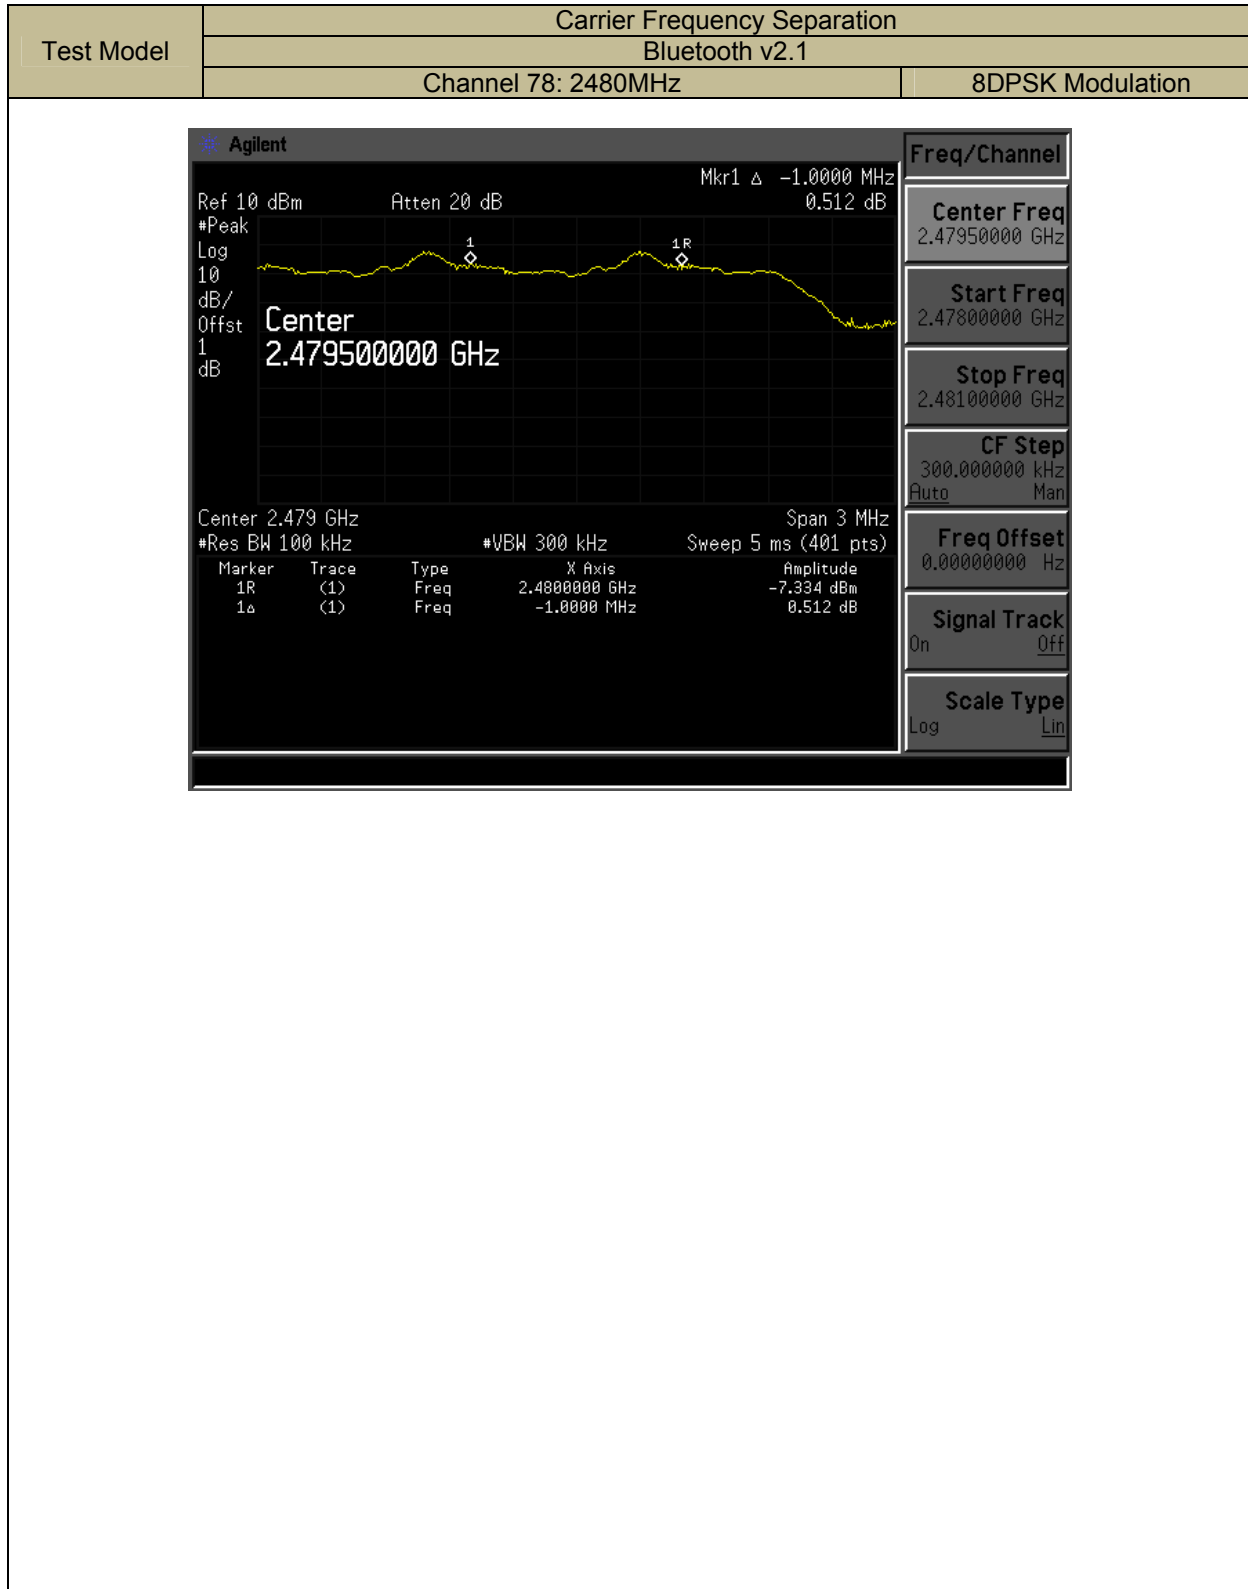 Test Model
Carrier Frequency Separation
Bluetooth v2.1
Channel 78: 2480MHz 8DPSK Modulation
Agilent
Mkr1 Δ -1.0000 MHz
Ref 10 dBm Atten 20 dB 0.512 dB
#Peak
Log
10
dB/
Offst
1
dB
1 1R
Center
2.479500000 GHz
Center 2.479 GHz Span 3 MHz
#Res BW 100 kHz #VBW 300 kHz Sweep 5 ms (401 pts)
Marker Trace Type X Axis Amplitude
1R (1) Freq 2.4800000 GHz -7.334 dBm
1Δ (1) Freq -1.0000 MHz 0.512 dB
Freq/Channel
Center Freq
2.47950000 GHz
Start Freq
2.47800000 GHz
Stop Freq
2.48100000 GHz
CF Step
300.000000 kHz
Auto Man
Freq Offset
0.00000000 Hz
Signal Track
On Off
Scale Type
Log Lin